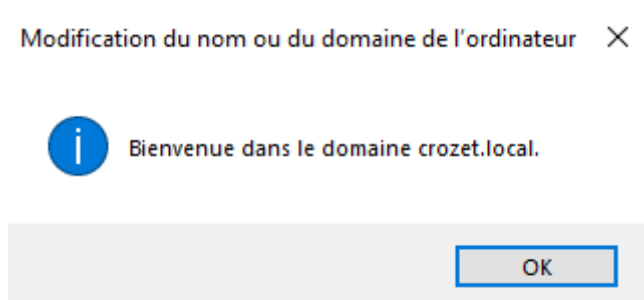 Modification du nom ou du domaine de l'ordinateur
Bienvenue dans le domaine crozet.local.
OK